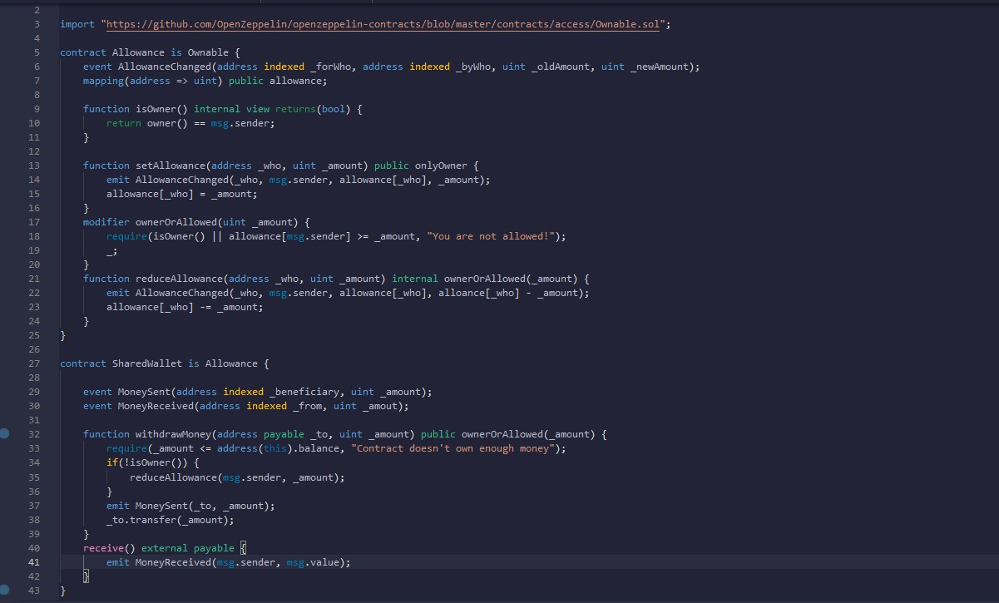 2
3 import "https://github.com/OpenZeppelin/openzeppelin-contracts/blob/master/contracts/access/Ownable.sol";
4
5 contract Allowance is Ownable {
6 event AllowanceChanged(address indexed _forWho, address indexed _byWho, uint _oldAmount, uint _newAmount);
7 mapping(address => uint) public allowance;
8
9 function isOwner() internal view returns(bool) {
10 return owner() == msg.sender;
11 }
12
13 function setAllowance(address _who, uint _amount) public onlyOwner {
14 emit AllowanceChanged(_who, msg.sender, allowance[_who], _amount);
15 allowance[_who] = _amount;
16 }
17 modifier ownerOrAllowed(uint _amount) {
18 require(isOwner() || allowance[msg.sender] >= _amount, "You are not allowed!");
19 _;
20 }
21 function reduceAllowance(address _who, uint _amount) internal ownerOrAllowed(_amount) {
22 emit AllowanceChanged(_who, msg.sender, allowance[_who], alloance[_who] - _amount);
23 allowance[_who] -= _amount;
24 }
25 }
26
27 contract SharedWallet is Allowance {
28
29 event MoneySent(address indexed _beneficiary, uint _amount);
30 event MoneyReceived(address indexed _from, uint _amout);
31
32 function withdrawMoney(address payable _to, uint _amount) public ownerOrAllowed(_amount) {
33 require(_amount <= address(this).balance, "Contract doesn't own enough money");
34 if(!isOwner()) {
35 reduceAllowance(msg.sender, _amount);
36 }
37 emit MoneySent(_to, _amount);
38 _to.transfer(_amount);
39 }
40 receive() external payable {
41 emit MoneyReceived(msg.sender, msg.value);
42 }
43 }